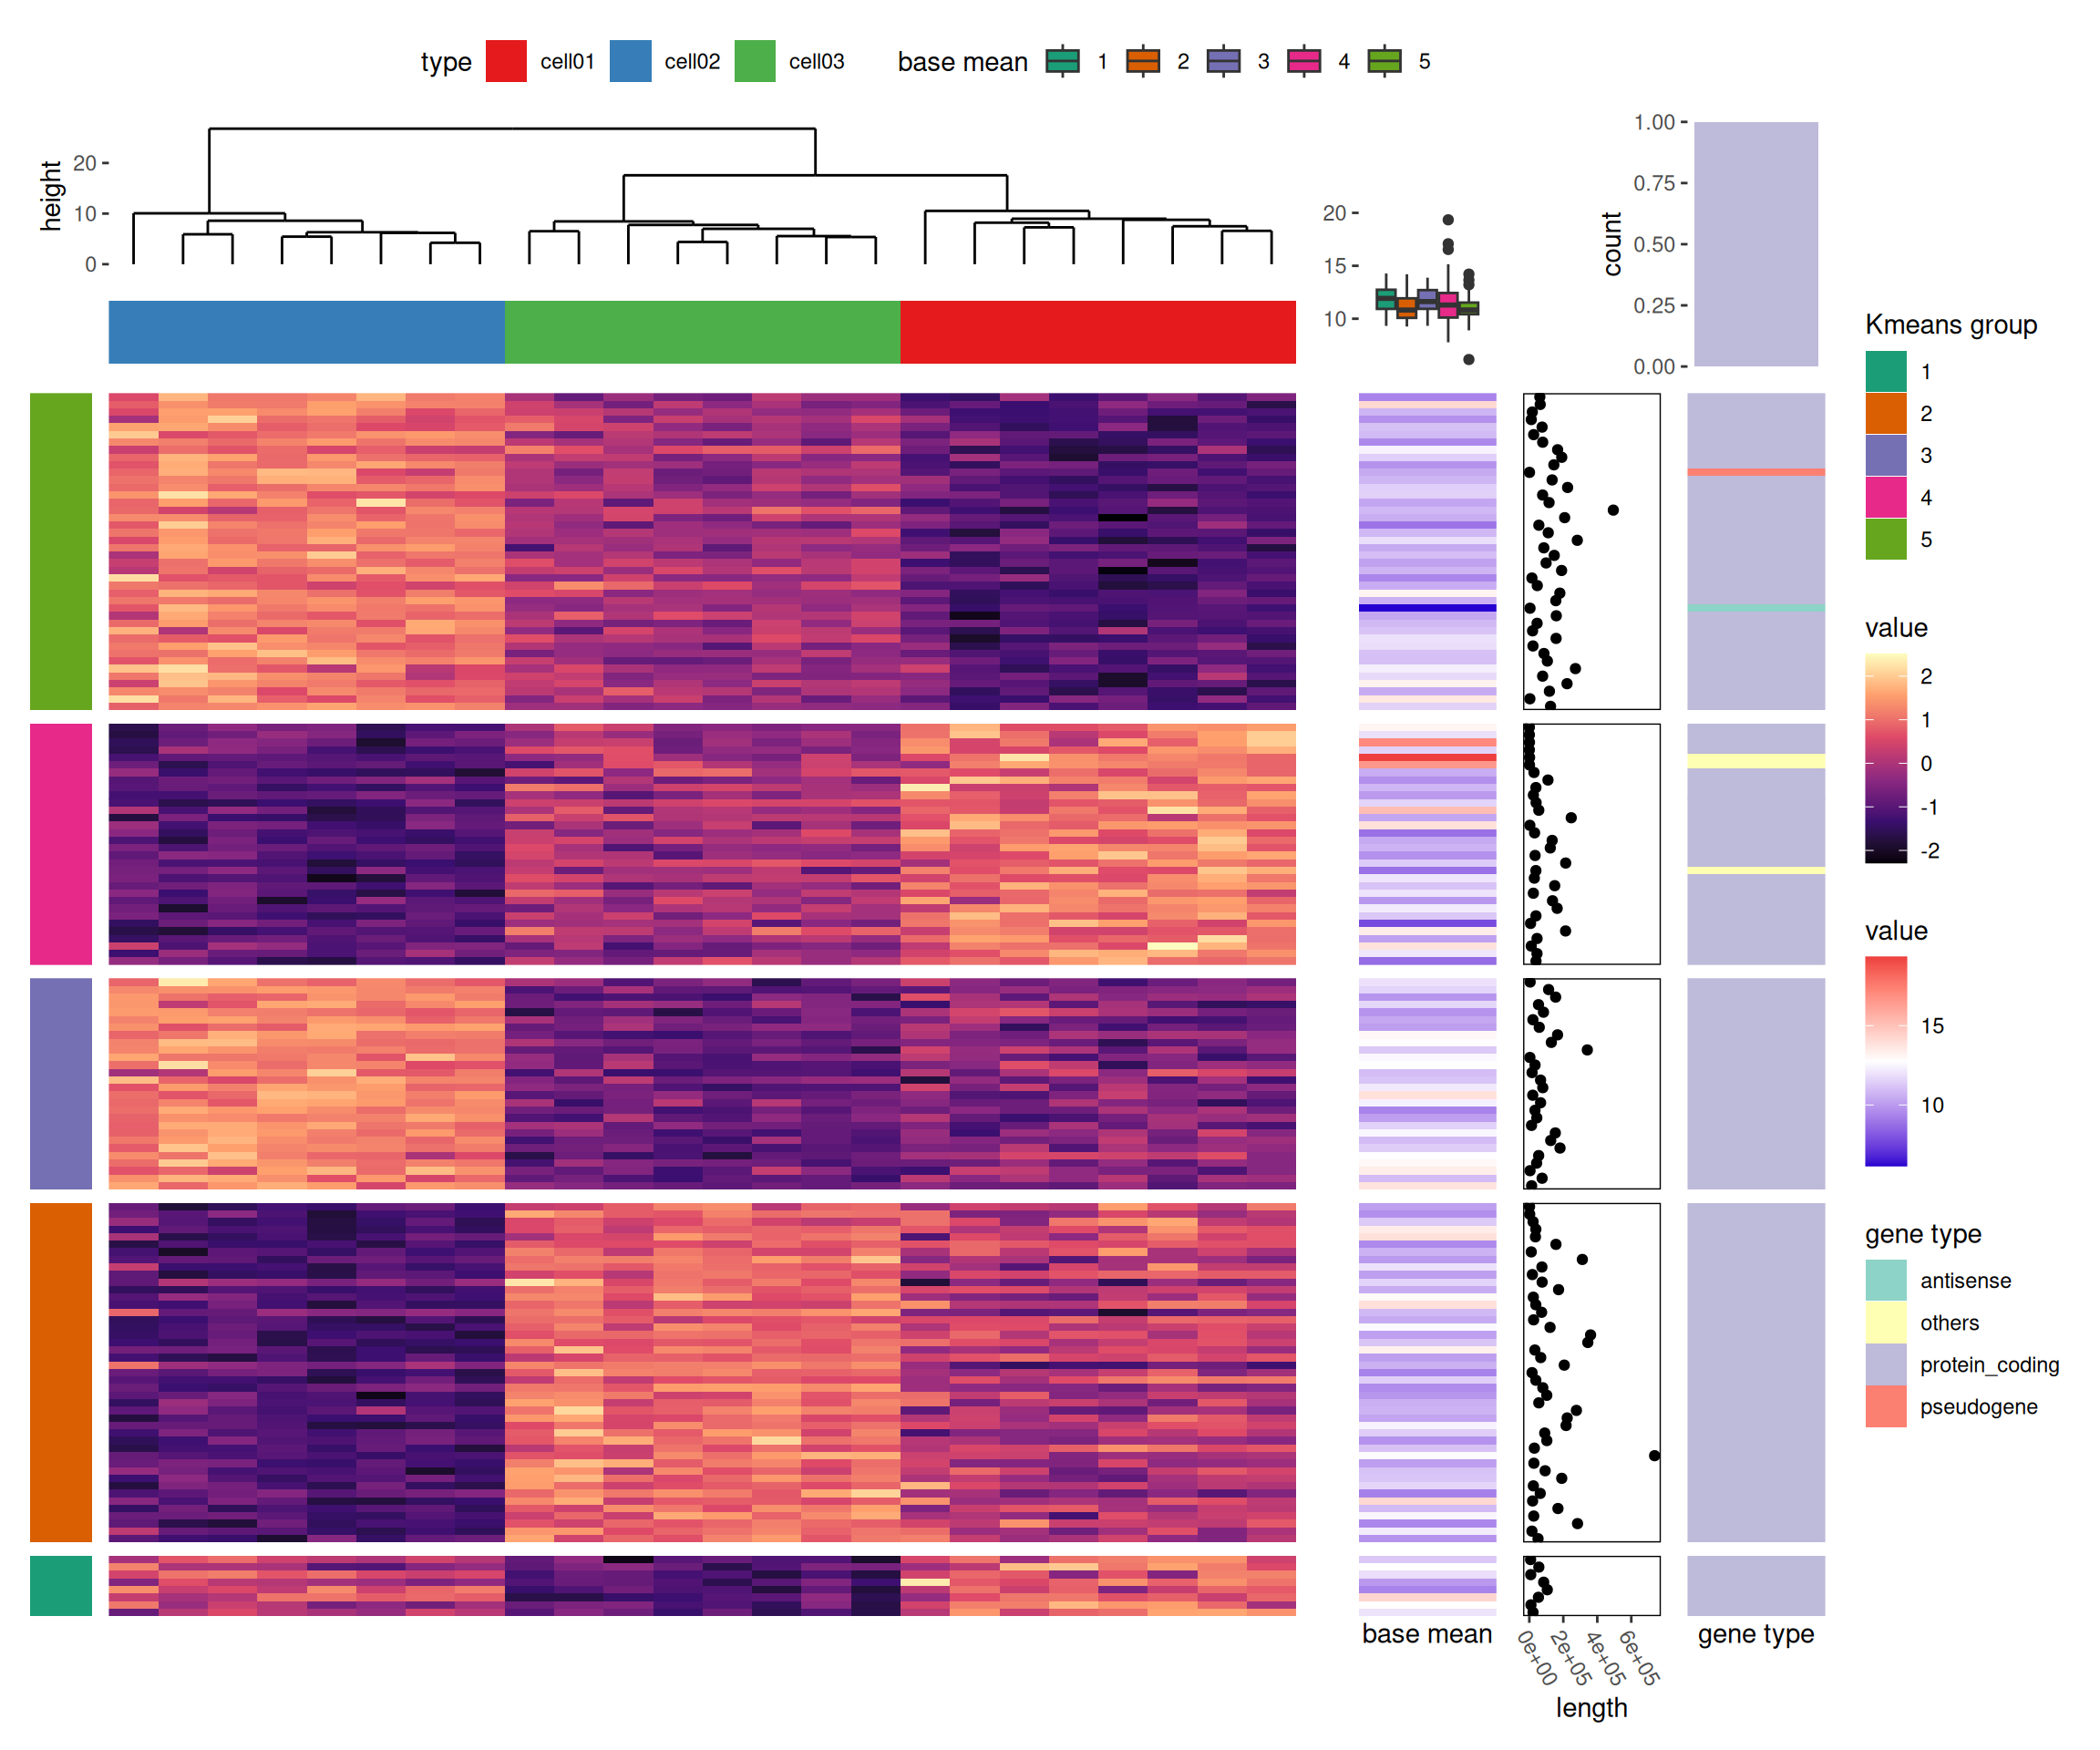 type cell01 cell02 cell03 base mean 1 2 3 4 5
height
20
10
0
20
15
10
count
1.00
0.75
0.50
0.25
0.00
Kmeans group
1
2
3
4
5
value
2
1
0
-1
-2
value
15
10
gene type
antisense
others
protein_coding
pseudogene
base mean
0e+00 2e+05 4e+05 6e+05
length
gene type